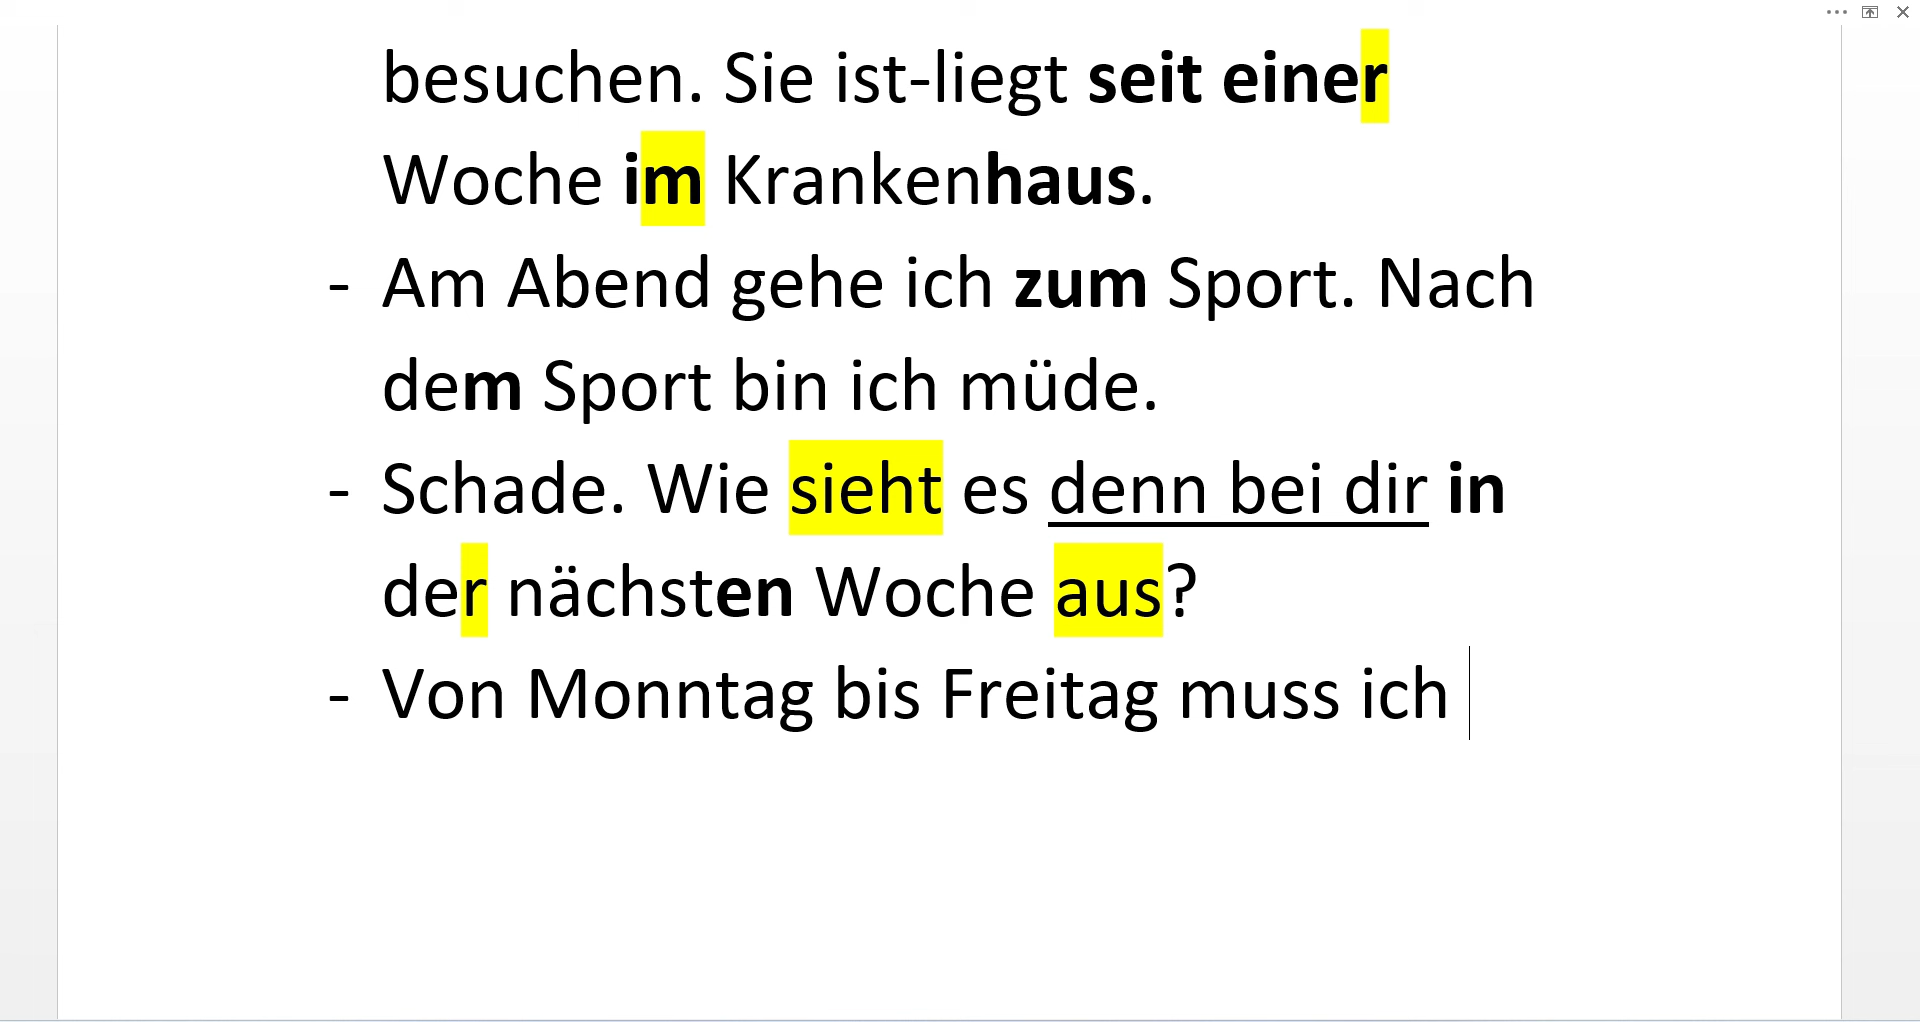 besuchen. Sie ist-liegt seit einer
Woche im Krankenhaus.
- Am Abend gehe ich zum Sport. Nach
dem Sport bin ich müde.
- Schade. Wie sieht es denn bei dir in
der nächsten Woche aus?
- Von Monntag bis Freitag muss ich